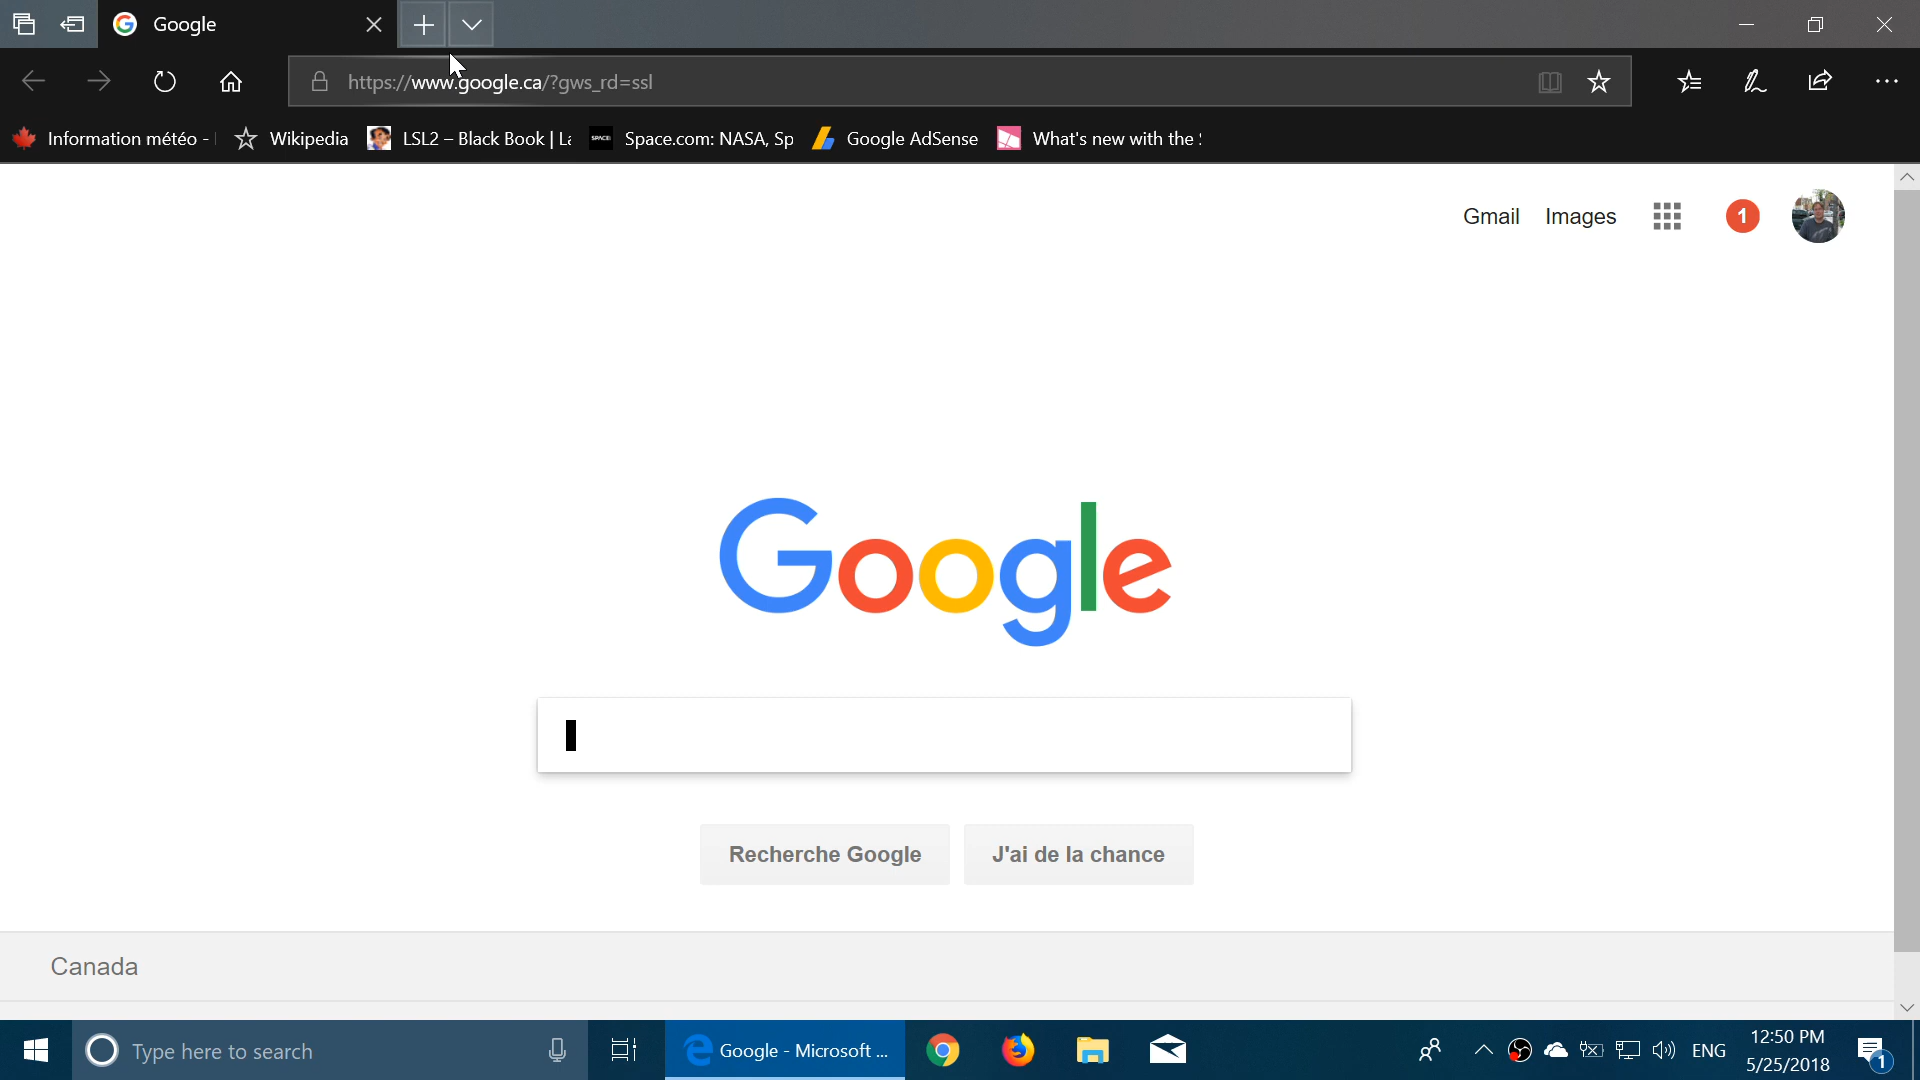 Google
https://www.google.ca/?gws_rd=ssl
Information météo -
Wikipedia
LSL2 – Black Book | La
Space.com: NASA, Sp
Google AdSense
What's new with the
Gmail Images 1
Google
Recherche Google J'ai de la chance
Canada
Type here to search
Google - Microsoft ...
ENG
12:50 PM
5/25/2018
1